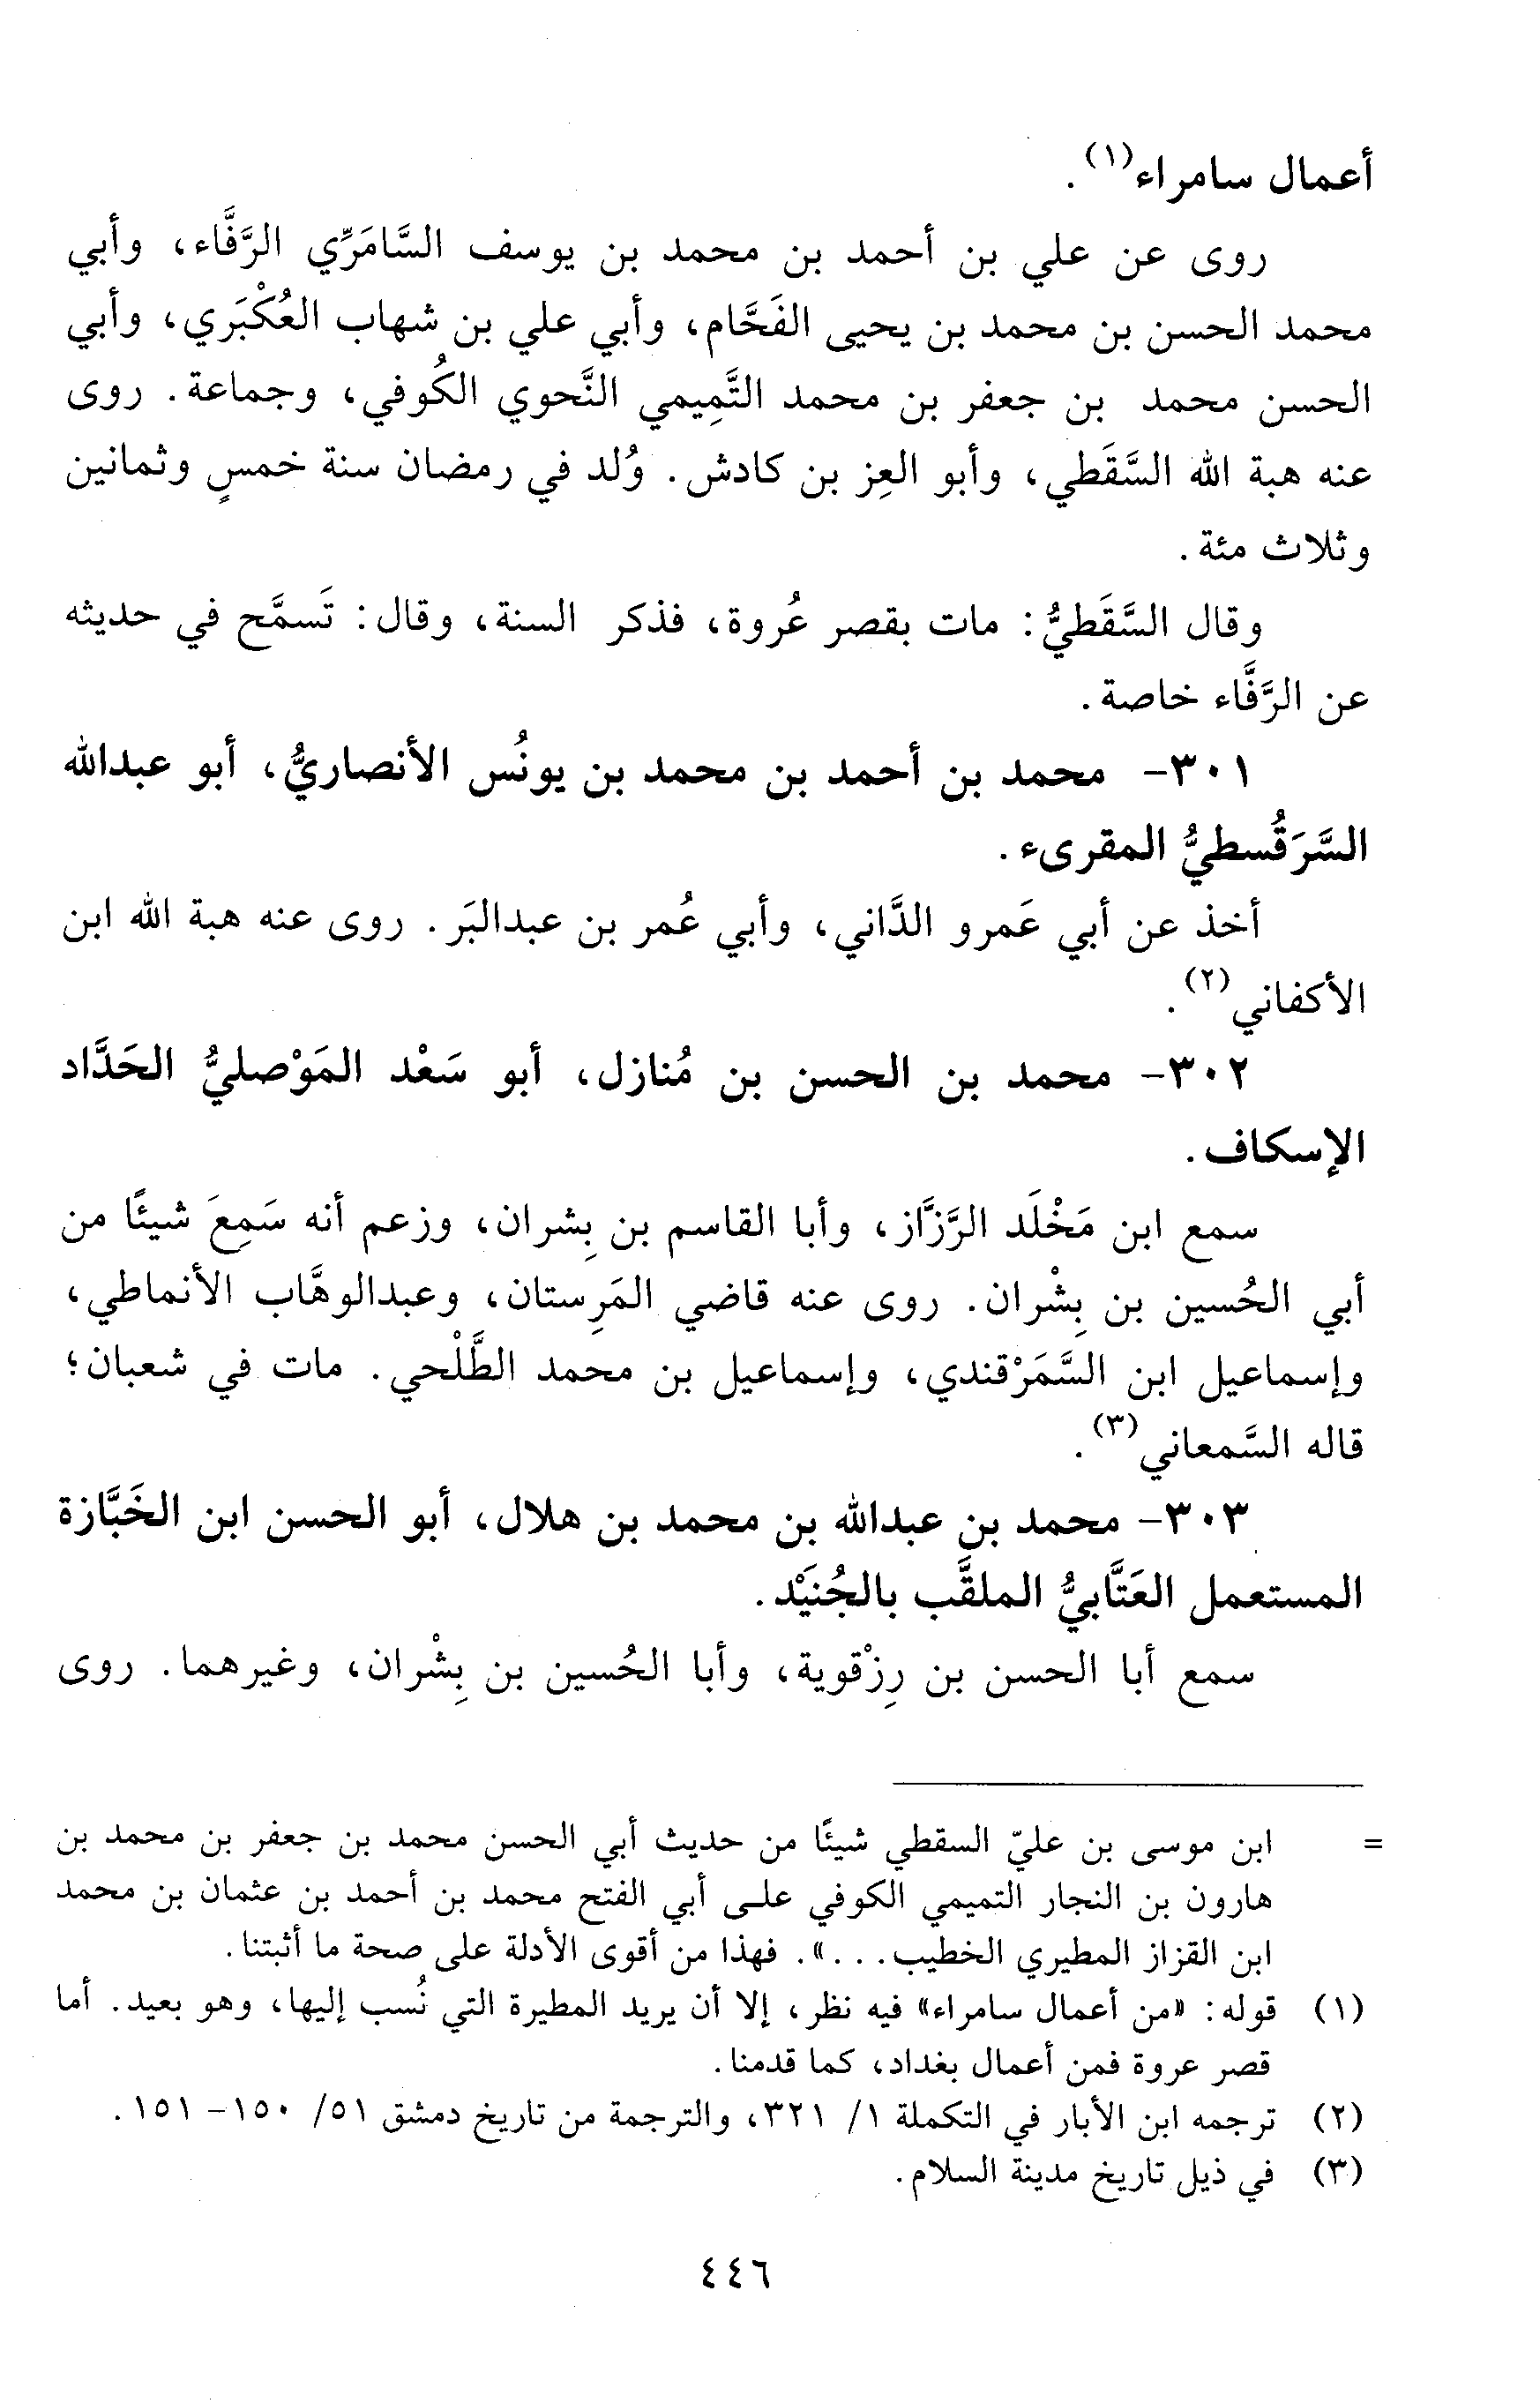 أعمال سامراء(١).
روى عن علي بن أحمد بن محمد بن يوسف السَّامَرِّي الرَّفَّاء، وأبي
محمد الحسن بن محمد بن يحيى الفَحَّام، وأبي علي بن شهاب العُكْبَري، وأبي
الحسن محمد بن جعفر بن محمد التَّمِيمي النَّحوي الكُوفي، وجماعة. روى
عنه هبة الله السَّقَطي، وأبو العِز بن كادش. وُلد في رمضان سنة خمسٍ وثمانين
وثلاث مئة.
وقال السَّقَطيُّ: مات بقصر عُروة، فذكر السنة، وقال: تَسمَّح في حديثه
عن الرَّفَّاء خاصة.
٣٠١- محمد بن أحمد بن محمد بن يونُس الأنصاريُّ، أبو عبدالله
السَّرَقُسطيُّ المقرىء.
أخذ عن أبي عَمرو الدَّاني، وأبي عُمر بن عبدالبَر. روى عنه هبة الله ابن
الأكفاني(٢).
٣٠٢- محمد بن الحسن بن مُنازل، أبو سَعْد المَوْصليُّ الحَدَّاد
الإسكاف.
سمع ابن مَخْلَد الرَّزَّاز، وأبا القاسم بن بِشران، وزعم أنه سَمِعَ شيئًا من
أبي الحُسين بن بِشْران. روى عنه قاضي المَرِستان، وعبدالوهَّاب الأنماطي،
وإسماعيل ابن السَّمَرْقندي، وإسماعيل بن محمد الطَّلْحي. مات في شعبان؛
قاله السَّمعاني(٣).
٣٠٣- محمد بن عبدالله بن محمد بن هلال، أبو الحسن ابن الخَبَّازة
المستعمل العَتَّابيُّ الملقَّب بالجُنَيْد.
سمع أبا الحسن بن رِزْقوية، وأبا الحُسين بن بِشْران، وغيرهما. روى
= ابن موسى بن عليّ السقطي شيئًا من حديث أبي الحسن محمد بن جعفر بن محمد بن
هارون بن النجار التميمي الكوفي على أبي الفتح محمد بن أحمد بن عثمان بن محمد
ابن القزاز المطيري الخطيب. . .». فهذا من أقوى الأدلة على صحة ما أثبتنا.
(١) قوله: «من أعمال سامراء» فيه نظر، إلا أن يريد المطيرة التي نُسب إليها، وهو بعيد. أما
قصر عروة فمن أعمال بغداد، كما قدمنا.
(٢) ترجمه ابن الأبار في التكملة ١/ ٣٢١، والترجمة من تاريخ دمشق ٥١/ ١٥٠- ١٥١.
(٣) في ذيل تاريخ مدينة السلام.
٤٤٦